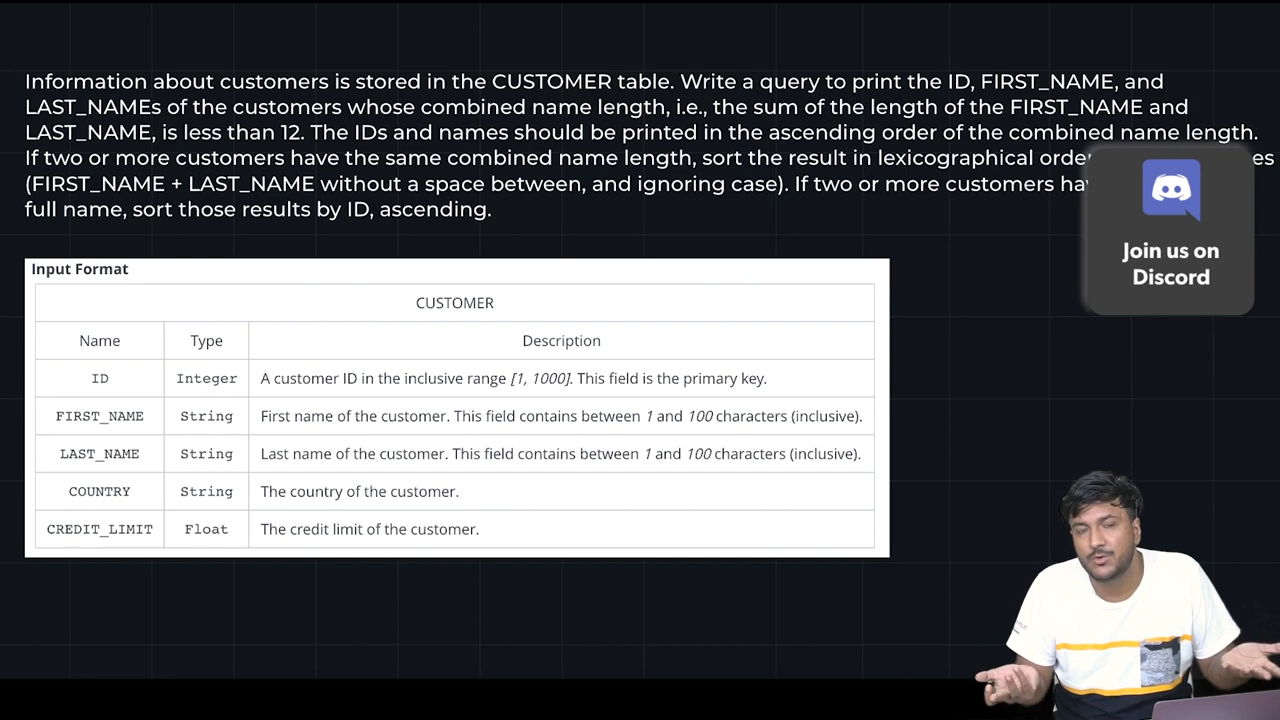 Information about customers is stored in the CUSTOMER table. Write a query to print the ID, FIRST_NAME, and
LAST_NAMEs of the customers whose combined name length, i.e., the sum of the length of the FIRST_NAME and
LAST_NAME, is less than 12. The IDs and names should be printed in the ascending order of the combined name length.
If two or more customers have the same combined name length, sort the result in lexicographical
(FIRST_NAME + LAST_NAME without a space between, and ignoring case). If two or more customers
full name, sort those results by ID, ascending.
Join us on
Discord
Input Format
CUSTOMER
Name Type Description
ID Integer A customer ID in the inclusive range [1, 1000]. This field is the primary key.
FIRST_NAME String First name of the customer. This field contains between 1 and 100 characters (inclusive).
LAST_NAME String Last name of the customer. This field contains between 1 and 100 characters (inclusive).
COUNTRY String The country of the customer.
CREDIT_LIMIT Float The credit limit of the customer.